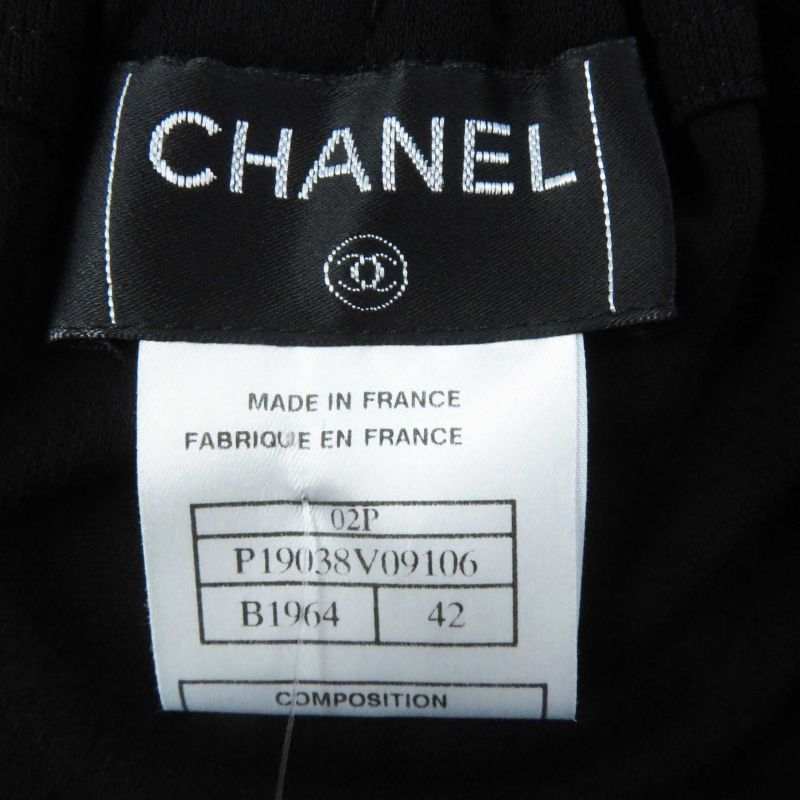 CHANEL
MADE IN FRANCE
FABRIQUE EN FRANCE
02P
P19038V09106
B1964 42
COMPOSITION